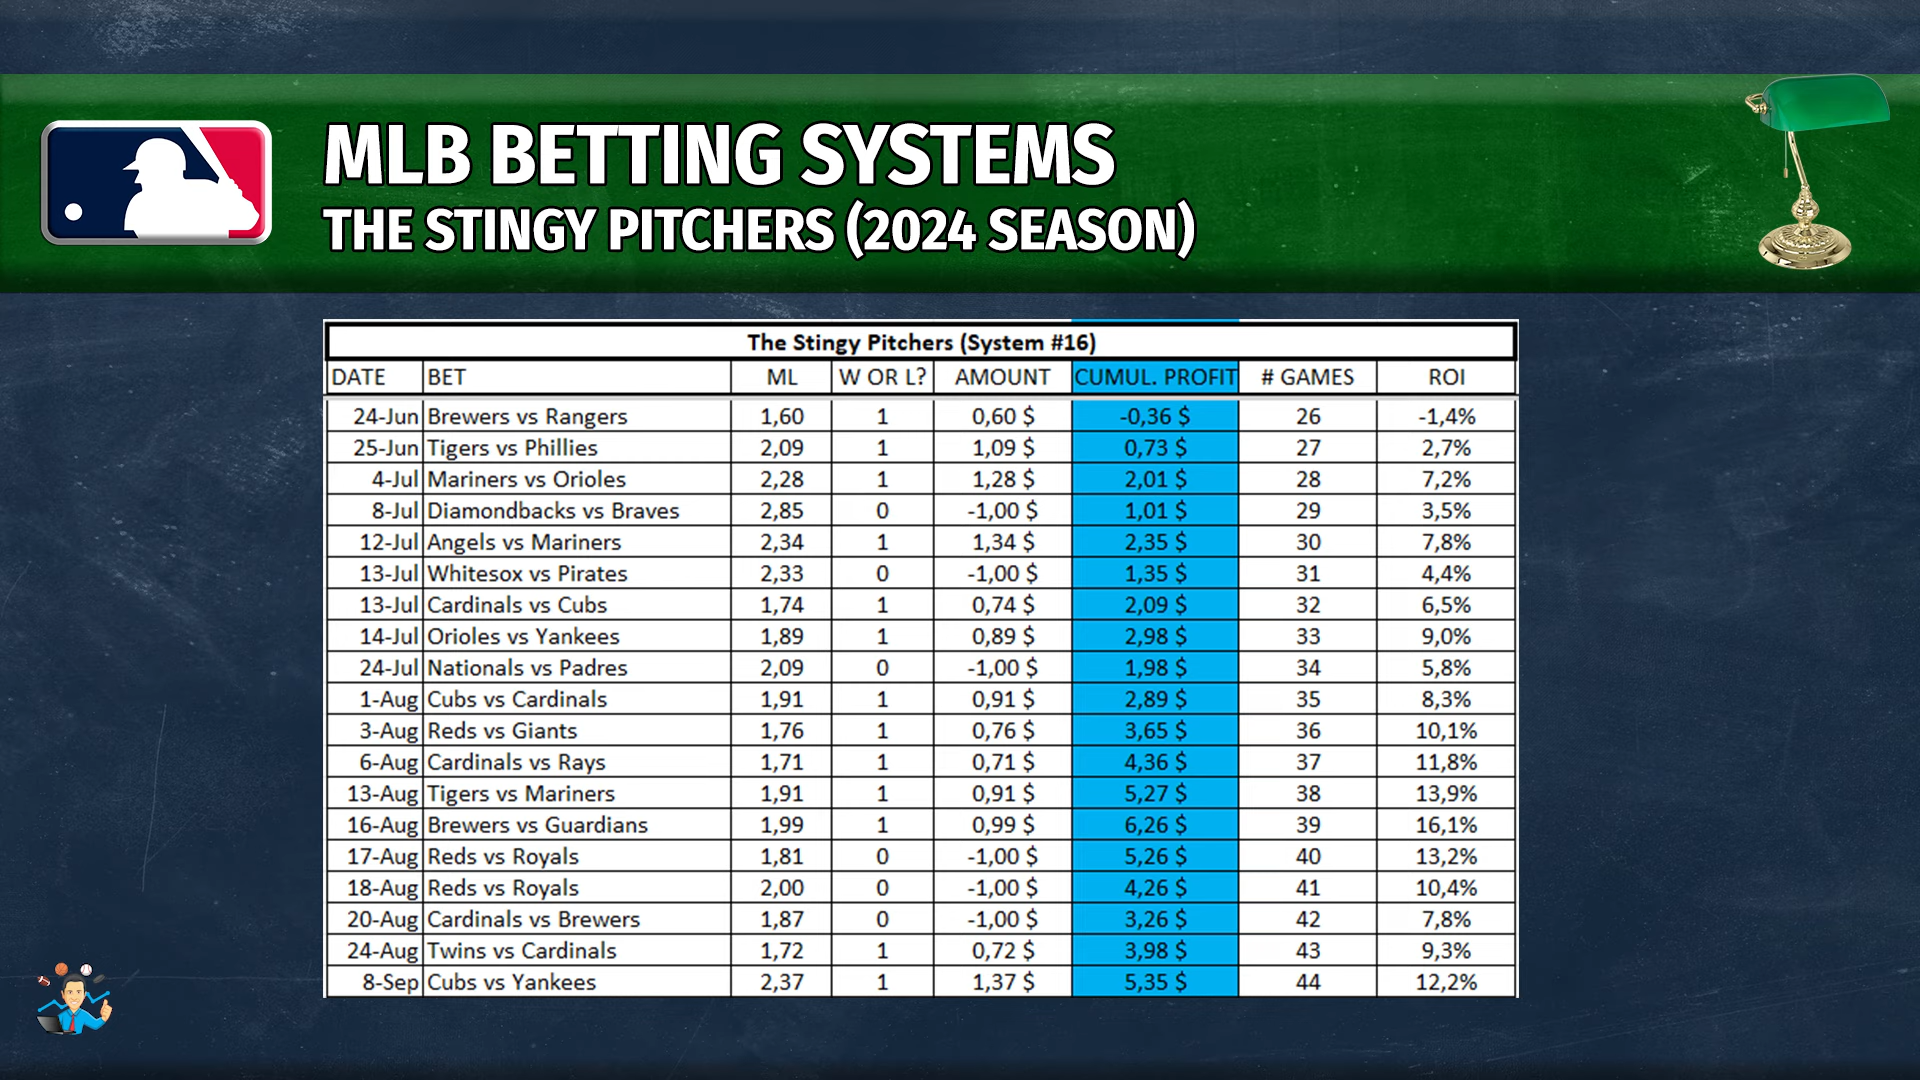 MLB BETTING SYSTEMS
THE STINGY PITCHERS (2024 SEASON)
The Stingy Pitchers (System #16)
DATE BET ML W OR L? AMOUNT CUMUL. PROFIT # GAMES ROI
24-Jun Brewers vs Rangers 1,60 1 0,60 $ -0,36 $ 26 -1,4%
25-Jun Tigers vs Phillies 2,09 1 1,09 $ 0,73 $ 27 2,7%
4-Jul Mariners vs Orioles 2,28 1 1,28 $ 2,01 $ 28 7,2%
8-Jul Diamondbacks vs Braves 2,85 0 -1,00 $ 1,01 $ 29 3,5%
12-Jul Angels vs Mariners 2,34 1 1,34 $ 2,35 $ 30 7,8%
13-Jul Whitesox vs Pirates 2,33 0 -1,00 $ 1,35 $ 31 4,4%
13-Jul Cardinals vs Cubs 1,74 1 0,74 $ 2,09 $ 32 6,5%
14-Jul Orioles vs Yankees 1,89 1 0,89 $ 2,98 $ 33 9,0%
24-Jul Nationals vs Padres 2,09 0 -1,00 $ 1,98 $ 34 5,8%
1-Aug Cubs vs Cardinals 1,91 1 0,91 $ 2,89 $ 35 8,3%
3-Aug Reds vs Giants 1,76 1 0,76 $ 3,65 $ 36 10,1%
6-Aug Cardinals vs Rays 1,71 1 0,71 $ 4,36 $ 37 11,8%
13-Aug Tigers vs Mariners 1,91 1 0,91 $ 5,27 $ 38 13,9%
16-Aug Brewers vs Guardians 1,99 1 0,99 $ 6,26 $ 39 16,1%
17-Aug Reds vs Royals 1,81 0 -1,00 $ 5,26 $ 40 13,2%
18-Aug Reds vs Royals 2,00 0 -1,00 $ 4,26 $ 41 10,4%
20-Aug Cardinals vs Brewers 1,87 0 -1,00 $ 3,26 $ 42 7,8%
24-Aug Twins vs Cardinals 1,72 1 0,72 $ 3,98 $ 43 9,3%
8-Sep Cubs vs Yankees 2,37 1 1,37 $ 5,35 $ 44 12,2%